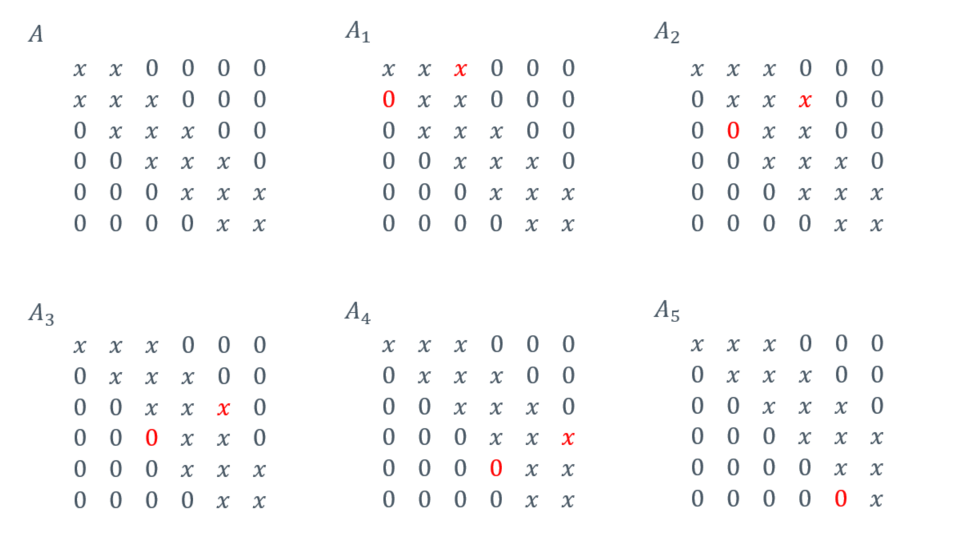 A
x x 0 0 0 0
x x x 0 0 0
0 x x x 0 0
0 0 x x x 0
0 0 0 x x x
0 0 0 0 x x
A₁
x x x 0 0 0
0 x x 0 0 0
0 x x x 0 0
0 0 x x x 0
0 0 0 x x x
0 0 0 0 x x
A₂
x x x 0 0 0
0 x x x 0 0
0 0 x x 0 0
0 0 x x x 0
0 0 0 x x x
0 0 0 0 x x
A₃
x x x 0 0 0
0 x x x 0 0
0 0 x x x 0
0 0 0 x x 0
0 0 0 x x x
0 0 0 0 x x
A₄
x x x 0 0 0
0 x x x 0 0
0 0 x x x 0
0 0 0 x x x
0 0 0 0 x x
0 0 0 0 x x
A₅
x x x 0 0 0
0 x x x 0 0
0 0 x x x 0
0 0 0 x x x
0 0 0 0 x x
0 0 0 0 0 x